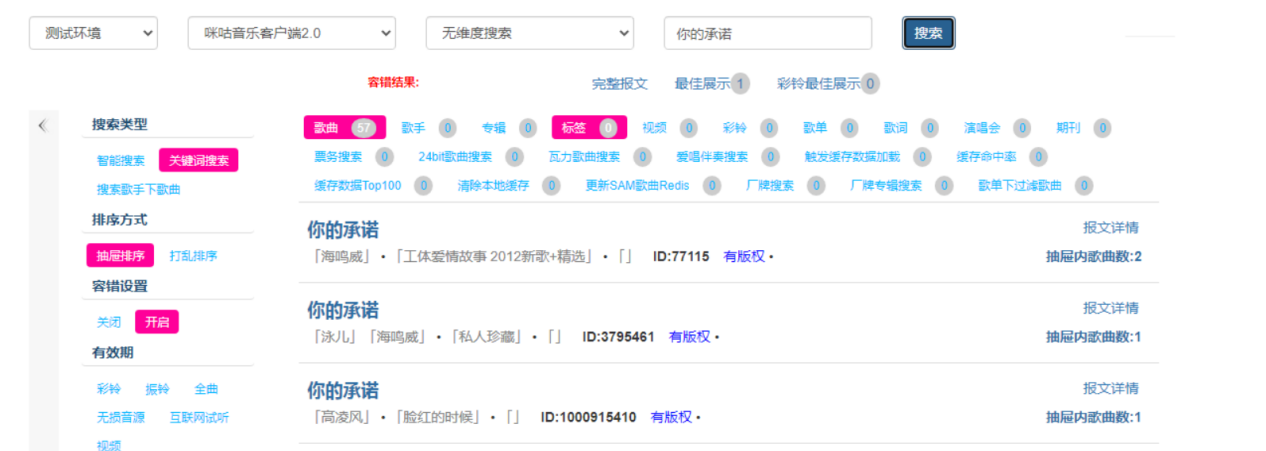 测试环境 咪咕音乐客户端2.0 无维度搜索 你的承诺 搜索
容错结果: 完整报文 最佳展示 1 彩铃最佳展示 0
搜索类型
智能搜索 关键词搜索
搜索歌手下歌曲
排序方式
抽屉排序 打乱排序
容错设置
关闭 开启
有效期
彩铃 振铃 全曲
无损音源 互联网试听
视频
歌曲 57 歌手 0 专辑 0 标签 0 视频 0 彩铃 0 歌单 0 歌词 0 演唱会 0 期刊 0
票务搜索 0 24bit歌曲搜索 0 瓦力歌曲搜索 0 爱唱伴奏搜索 0 触发缓存数据加载 0 缓存命中率 0
缓存数据Top100 0 清除本地缓存 0 更新SAM歌曲Redis 0 厂牌搜索 0 厂牌专辑搜索 0 歌单下过滤歌曲 0
你的承诺 报文详情
「海鸣威」 • 「工体爱情故事 2012新歌+精选」 • 「」 ID:77115 有版权 • 抽屉内歌曲数:2
你的承诺 报文详情
「泳儿」「海鸣威」 • 「私人珍藏」 • 「」 ID:3795461 有版权 • 抽屉内歌曲数:1
你的承诺 报文详情
「高凌风」 • 「脸红的时候」 • 「」 ID:1000915410 有版权 • 抽屉内歌曲数:1